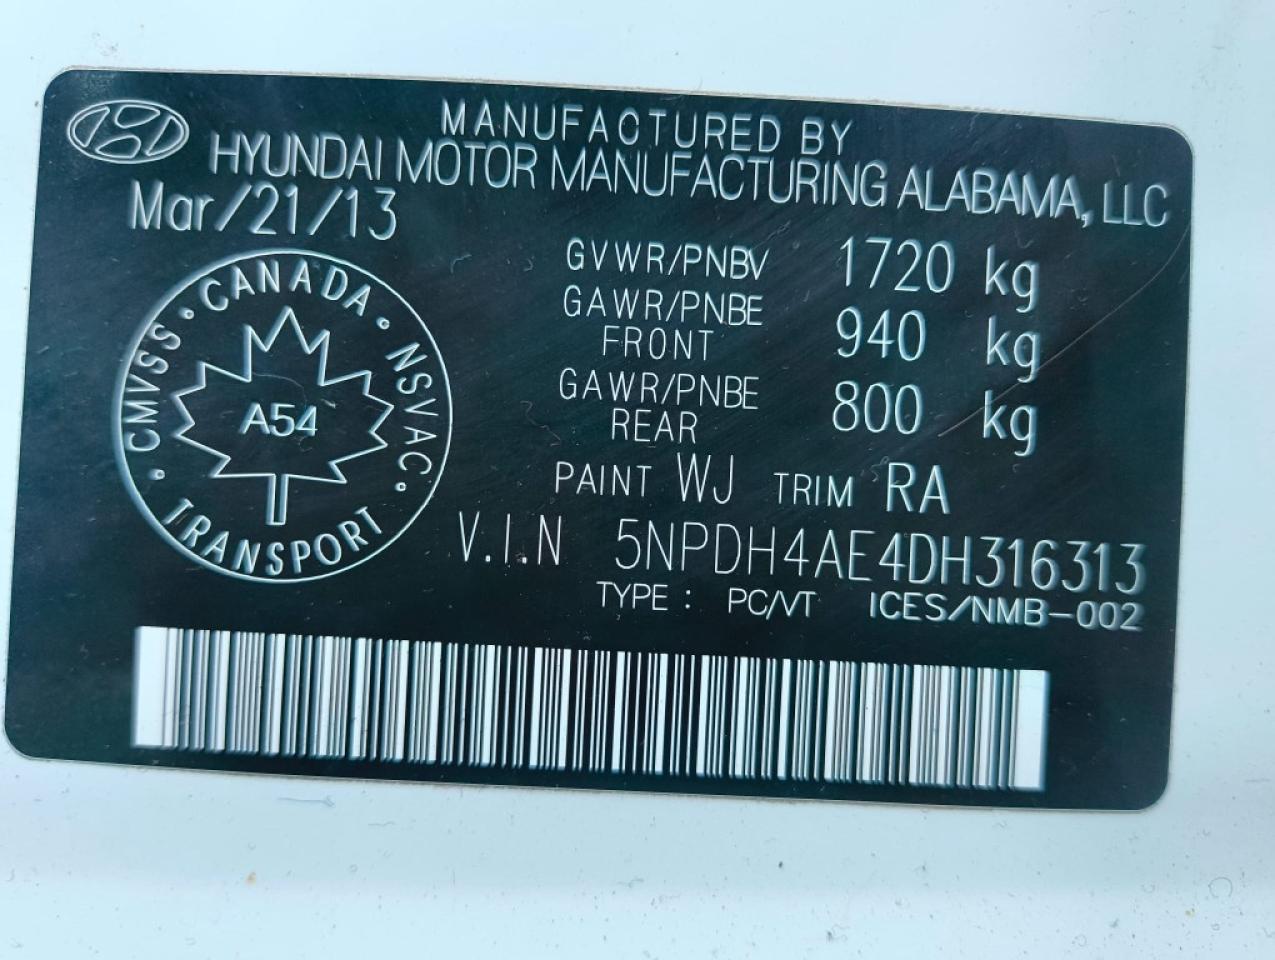 MANUFACTURED BY
HYUNDAI MOTOR MANUFACTURING ALABAMA, LLC
Mar/21/13
GVWR/PNBV 1720 kg
GAWR/PNBE FRONT 940 kg
GAWR/PNBE REAR 800 kg
· CMVSS · CANADA · NSVAC ·
A54
TRANSPORT
PAINT WJ TRIM RA
V.I.N 5NPDH4AE4DH316313
TYPE : PC/VT ICES/NMB-002